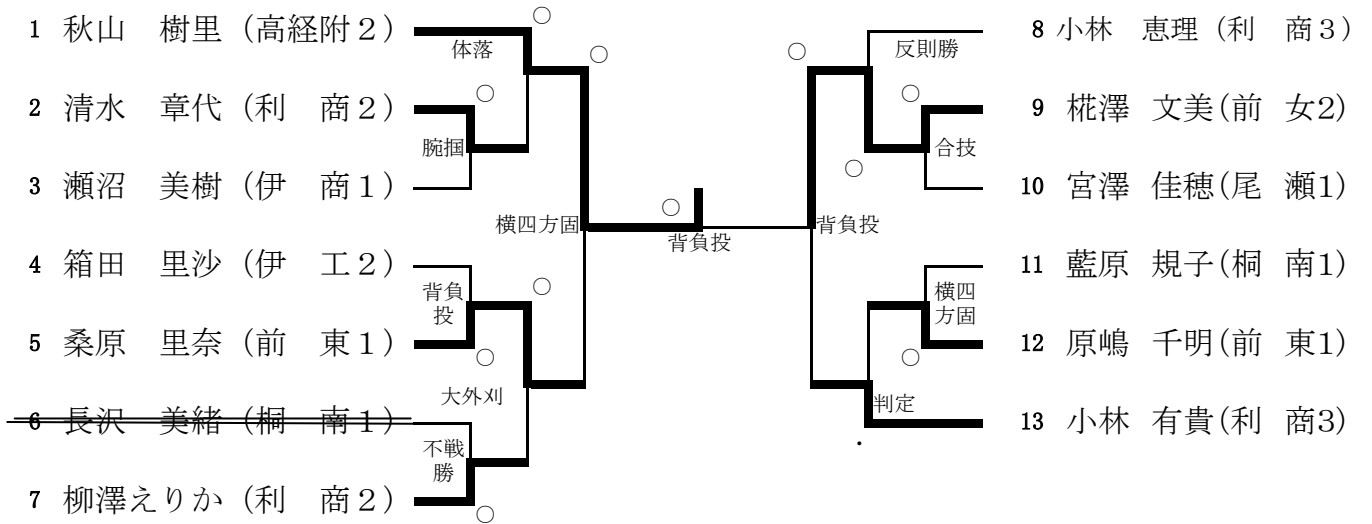 1 秋山 樹里 (高経附2)
2 清水 章代 (利 商2)
3 瀬沼 美樹 (伊 商1)
4 箱田 里沙 (伊 工2)
5 桑原 里奈 (前 東1)
6 長沢 美緒 (桐 南1)
7 柳澤えりか (利 商2)
体落
腕掴
背負
投
不戦
勝
大外刈
横四方固
背負投
背負投
反則勝
合技
横四
方固
判定
8 小林 恵理 (利 商3)
9 椛澤 文美(前 女2)
10 宮澤 佳穂(尾 瀬1)
11 藍原 規子(桐 南1)
12 原嶋 千明(前 東1)
13 小林 有貴(利 商3)